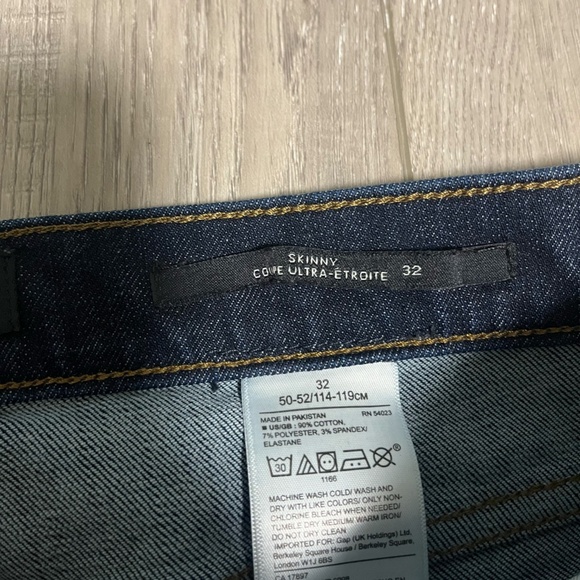 SKINNY
COUPE ULTRA-ÉTROITE 32
32
50-52/114-119CM
MADE IN PAKISTAN RN 54023
■ US/GB: 90% COTTON,
7% POLYESTER, 3% SPANDEX/
ELASTANE
30
1166
MACHINE WASH COLD/ WASH AND
DRY WITH LIKE COLORS/ ONLY NON-
CHLORINE BLEACH WHEN NEEDED/
TUMBLE DRY MEDIUM/ WARM IRON/
DO NOT DRY CLEAN
IMPORTED FOR: Gap (UK Holdings) Ltd.
Berkeley Square House / Berkeley Square
London W1J 6BS
CA 17897